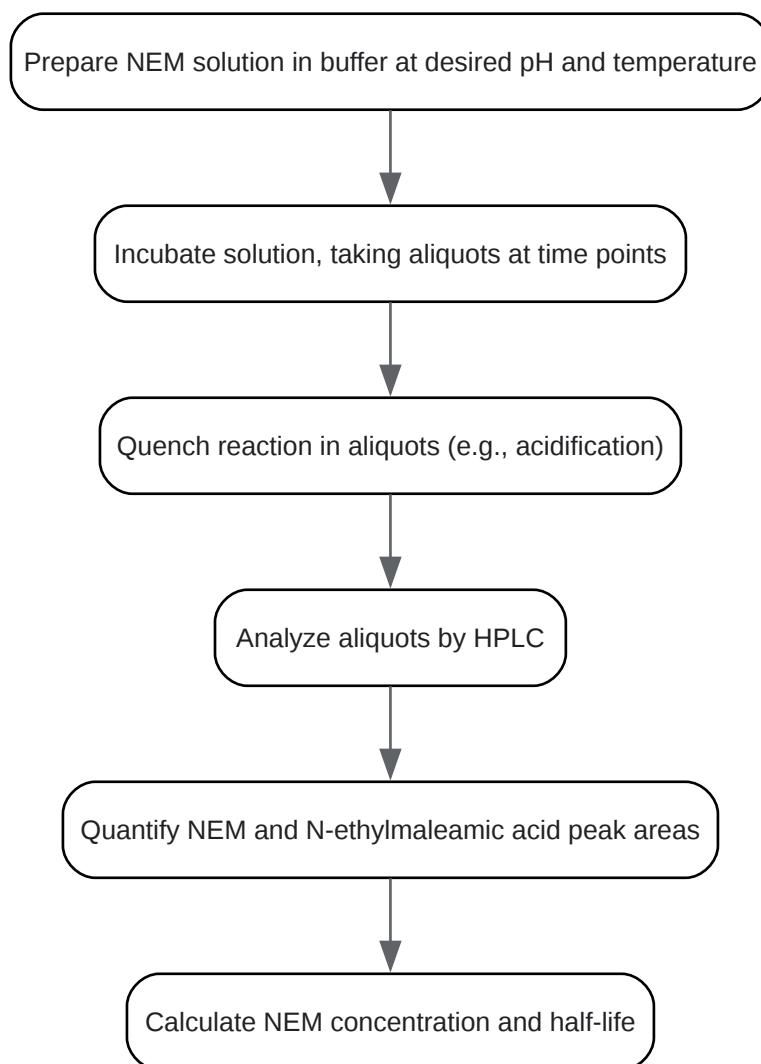 Prepare NEM solution in buffer at desired pH and temperature
Incubate solution, taking aliquots at time points
Quench reaction in aliquots (e.g., acidification)
Analyze aliquots by HPLC
Quantify NEM and N-ethylmaleamic acid peak areas
Calculate NEM concentration and half-life